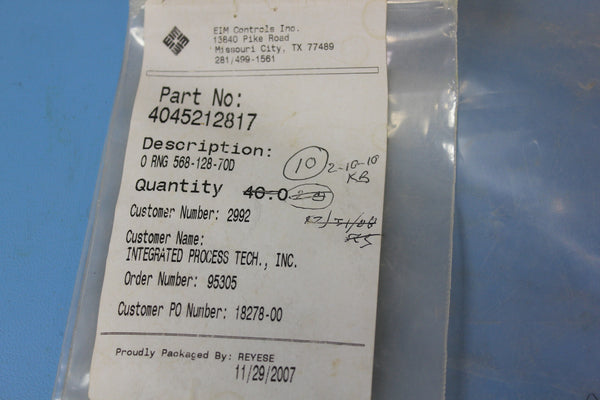 EIM Controls Inc.
13840 Pike Road
Missouri City, TX 77489
281/499-1561
Part No:
4045212817
Description:
O RNG 568-128-70D
10 2-10-10
KB
Quantity 40.0
Customer Number: 2992
Customer Name:
INTEGRATED PROCESS TECH., INC.
Order Number: 95305
Customer PO Number: 18278-00
Proudly Packaged By: REYESE
11/29/2007